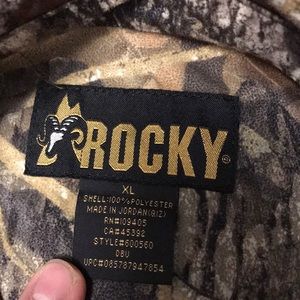 ROCKY®
XL
SHELL:100%POLYESTER
MADE IN JORDAN(QIZ)
RN#109405
CA#45392
STYLE#600560
DBU
UPC#085787947854